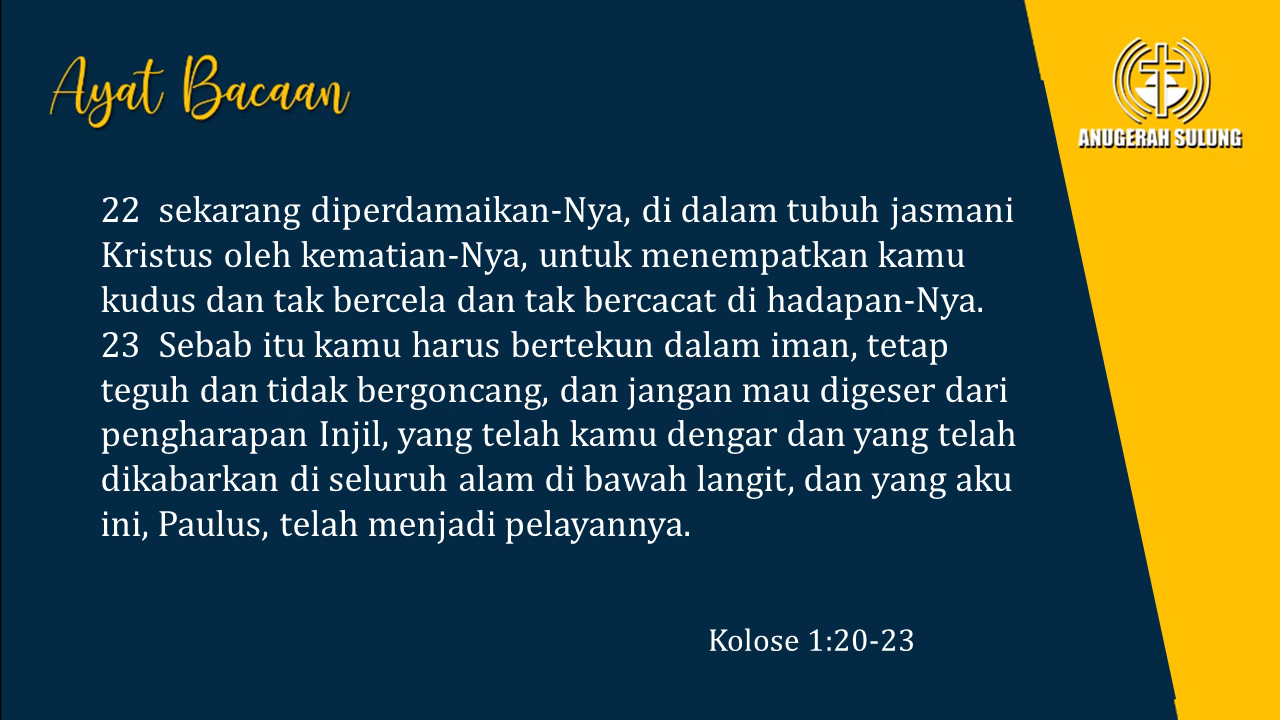 Ayat Bacaan
ANUGERAH SULUNG
22 sekarang diperdamaikan-Nya, di dalam tubuh jasmani
Kristus oleh kematian-Nya, untuk menempatkan kamu
kudus dan tak bercela dan tak bercacat di hadapan-Nya.
23 Sebab itu kamu harus bertekun dalam iman, tetap
teguh dan tidak bergoncang, dan jangan mau digeser dari
pengharapan Injil, yang telah kamu dengar dan yang telah
dikabarkan di seluruh alam di bawah langit, dan yang aku
ini, Paulus, telah menjadi pelayannya.
Kolose 1:20-23